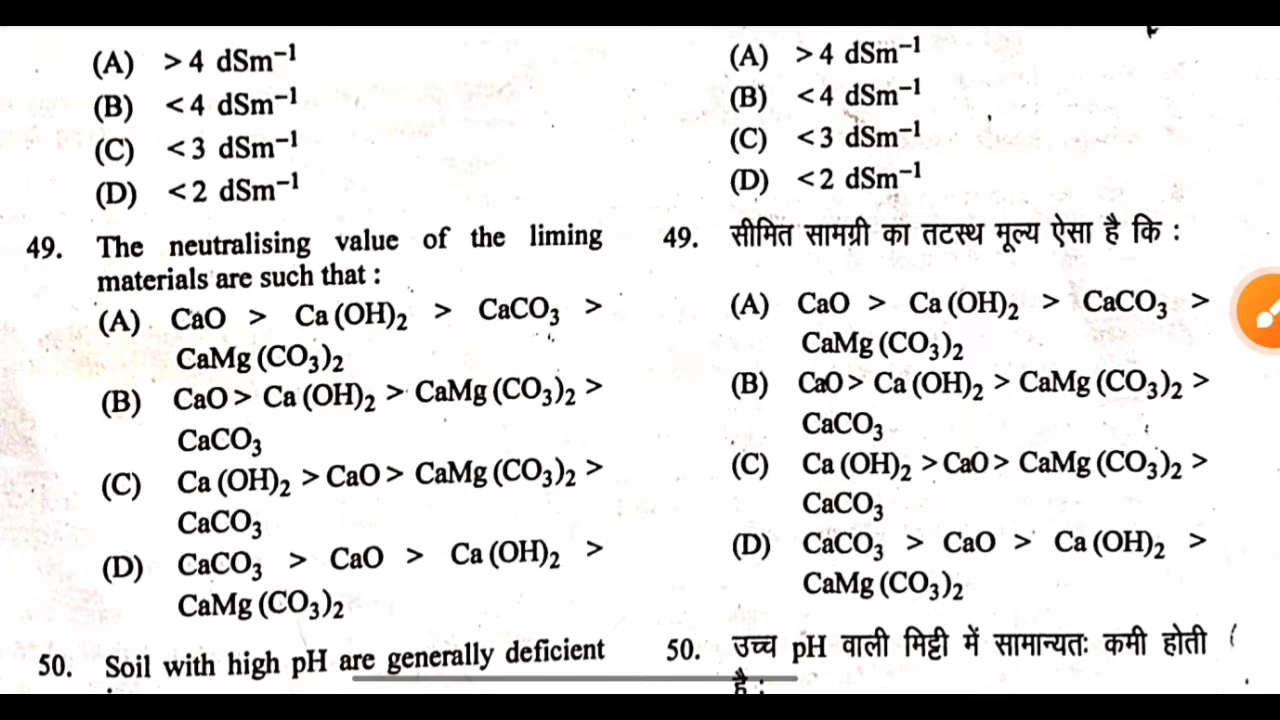 (A) > 4 dSm⁻¹
(B) < 4 dSm⁻¹
(C) < 3 dSm⁻¹
(D) < 2 dSm⁻¹
49. The neutralising value of the liming
materials are such that :
(A) CaO > Ca (OH)₂ > CaCO₃ >
CaMg (CO₃)₂
(B) CaO > Ca (OH)₂ > CaMg (CO₃)₂ >
CaCO₃
(C) Ca (OH)₂ > CaO > CaMg (CO₃)₂ >
CaCO₃
(D) CaCO₃ > CaO > Ca (OH)₂ >
CaMg (CO₃)₂
50. Soil with high pH are generally deficient
(A) > 4 dSm⁻¹
(B) < 4 dSm⁻¹
(C) < 3 dSm⁻¹
(D) < 2 dSm⁻¹
49. सीमित सामग्री का तटस्थ मूल्य ऐसा है कि :
(A) CaO > Ca (OH)₂ > CaCO₃ >
CaMg (CO₃)₂
(B) CaO > Ca (OH)₂ > CaMg (CO₃)₂ >
CaCO₃
(C) Ca (OH)₂ > CaO > CaMg (CO₃)₂ >
CaCO₃
(D) CaCO₃ > CaO > Ca (OH)₂ >
CaMg (CO₃)₂
50. उच्च pH वाली मिट्टी में सामान्यतः कमी होती
है :